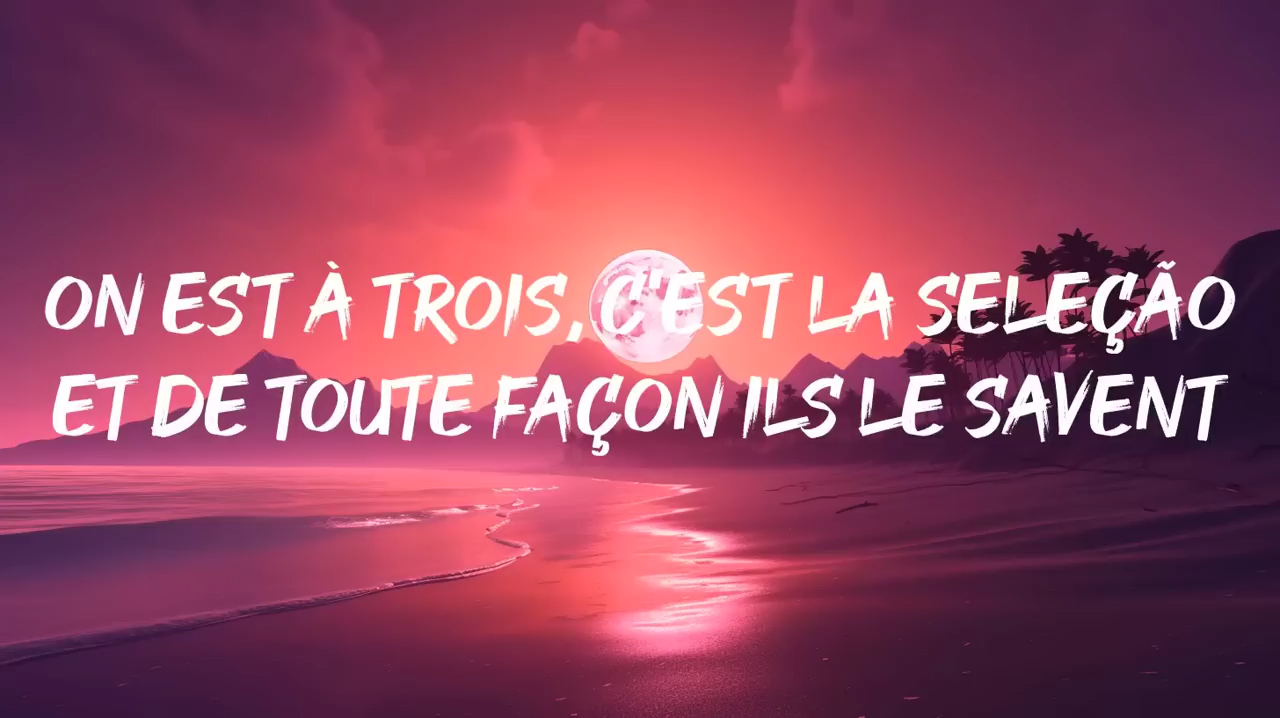 ON EST À TROIS, C'EST LA SELEÇÃO
ET DE TOUTE FAÇON ILS LE SAVENT